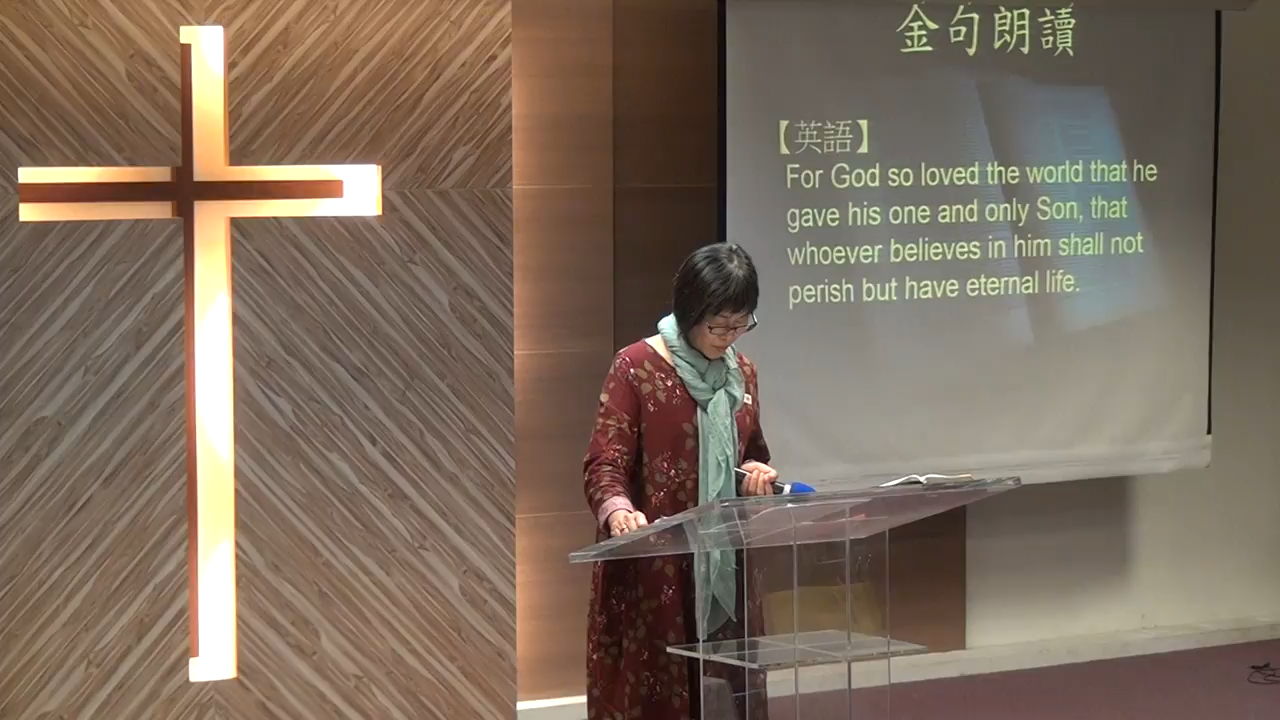 金句朗讀
【英語】
For God so loved the world that he
gave his one and only Son, that
whoever believes in him shall not
perish but have eternal life.